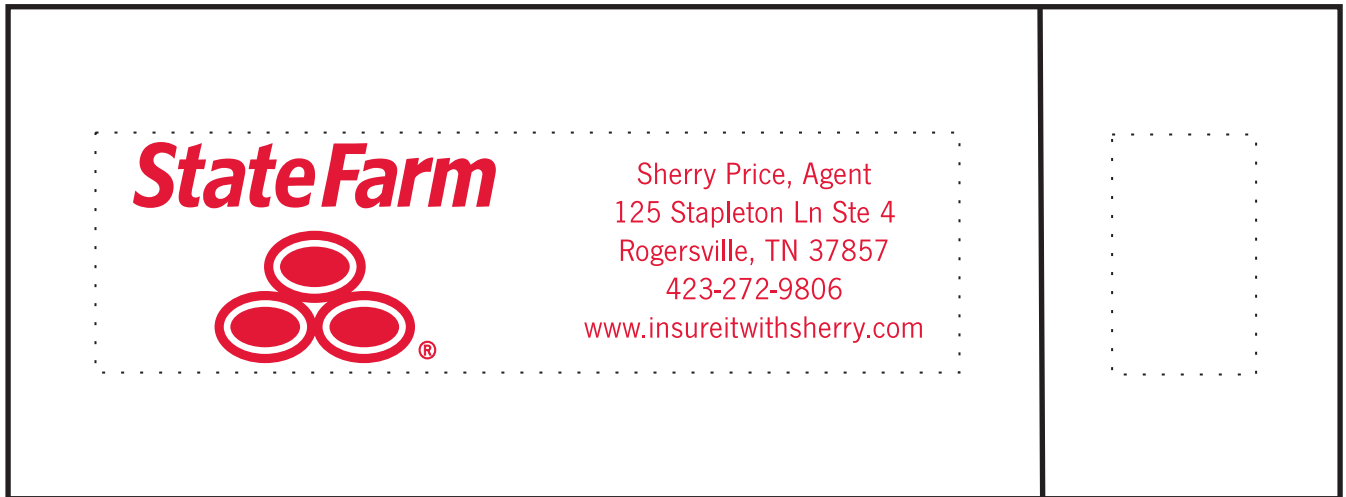 State Farm
®
Sherry Price, Agent
125 Stapleton Ln Ste 4
Rogersville, TN 37857
423-272-9806
www.insureitwithsherry.com